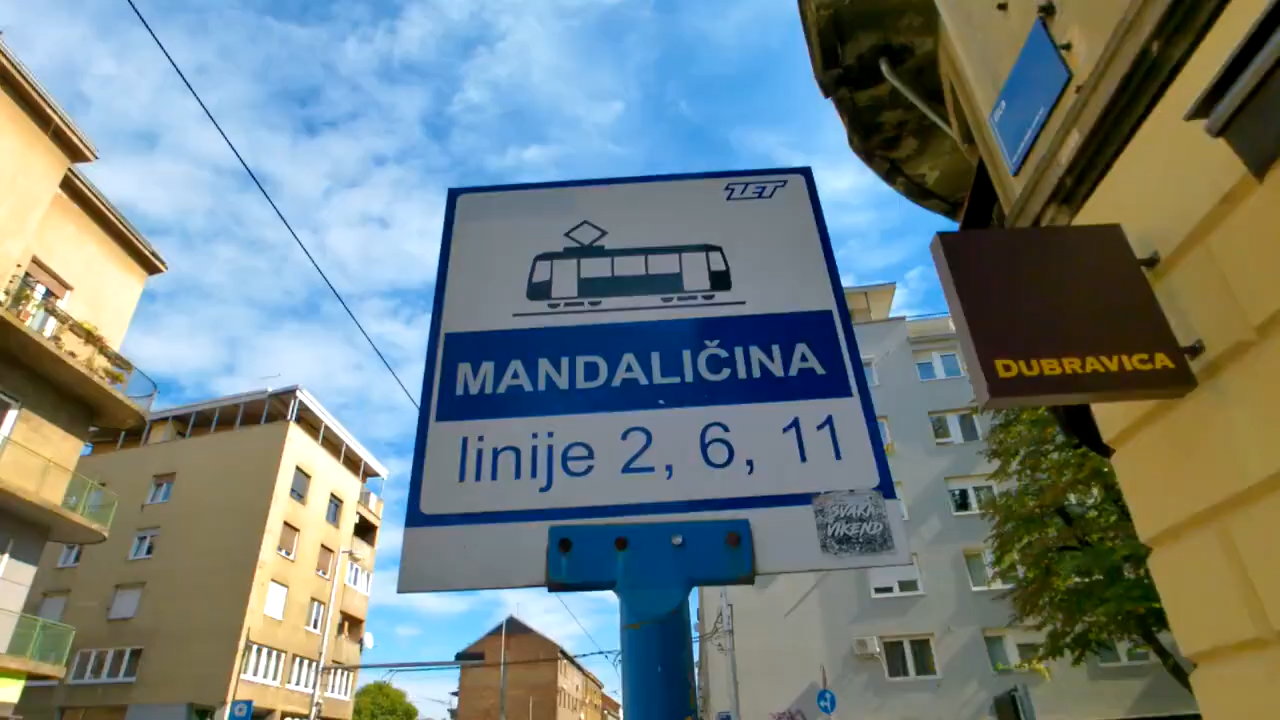 ZET
MANDALIČINA
linije 2, 6, 11
SVAKI
VIKEND
DUBRAVICA